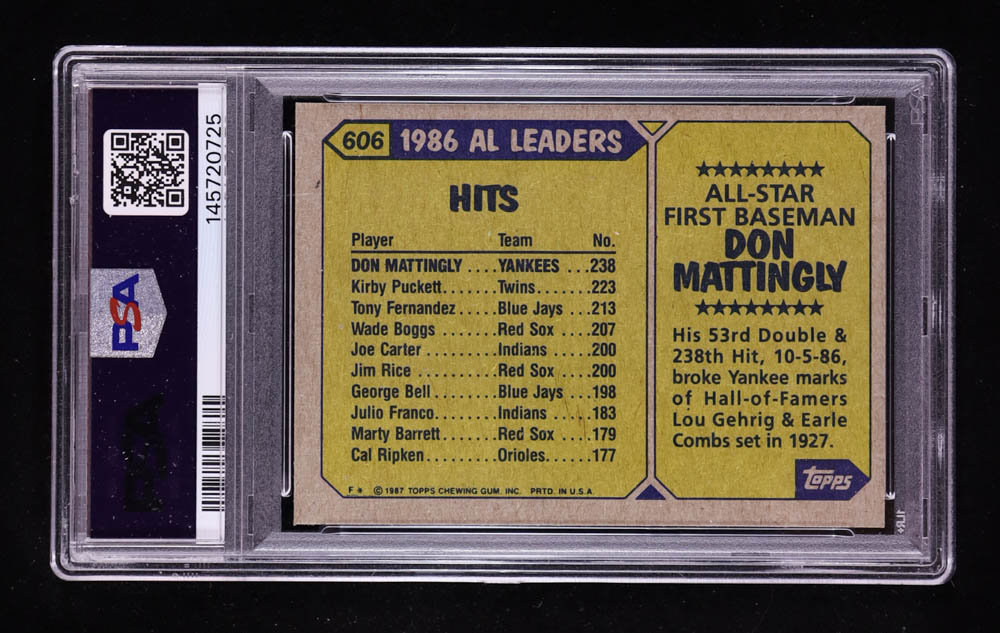 145720725
PSA
606 1986 AL LEADERS
HITS
Player Team No.
DON MATTINGLY .... YANKEES ...238
Kirby Puckett.......Twins.......223
Tony Fernandez.....Blue Jays ...213
Wade Boggs ........Red Sox ....207
Joe Carter .........Indians .....200
Jim Rice ...........Red Sox ....200
George Bell ........Blue Jays ...198
Julio Franco........Indians .....183
Marty Barrett.......Red Sox ....179
Cal Ripken.........Orioles......177
F* © 1987 TOPPS CHEWING GUM, INC. PRTD. IN U.S.A.
ALL-STAR
FIRST BASEMAN
DON
MATTINGLY
His 53rd Double &
238th Hit, 10-5-86,
broke Yankee marks
of Hall-of-Famers
Lou Gehrig & Earle
Combs set in 1927.
topps